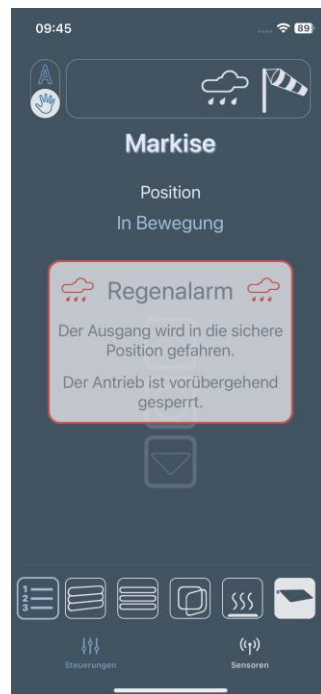 09:45
89
A
Markise
Position
In Bewegung
Regenalarm
Der Ausgang wird in die sichere
Position gefahren.
Der Antrieb ist vorübergehend
gesperrt.
1
2
3
Steuerungen
Sensoren